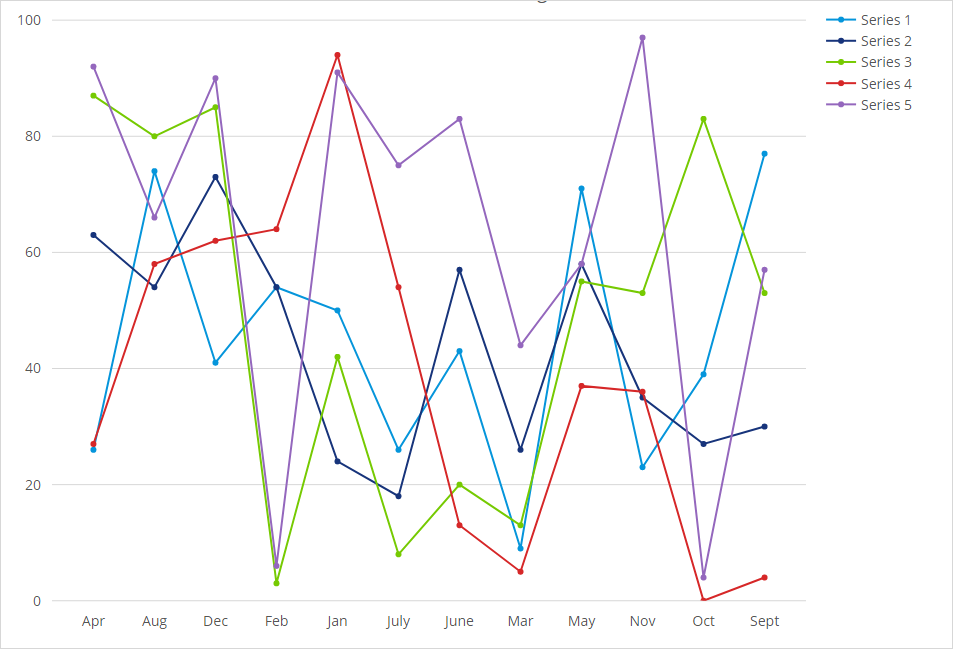 100
80
60
40
20
0
Apr Aug Dec Feb Jan July June Mar May Nov Oct Sept
Series 1
Series 2
Series 3
Series 4
Series 5